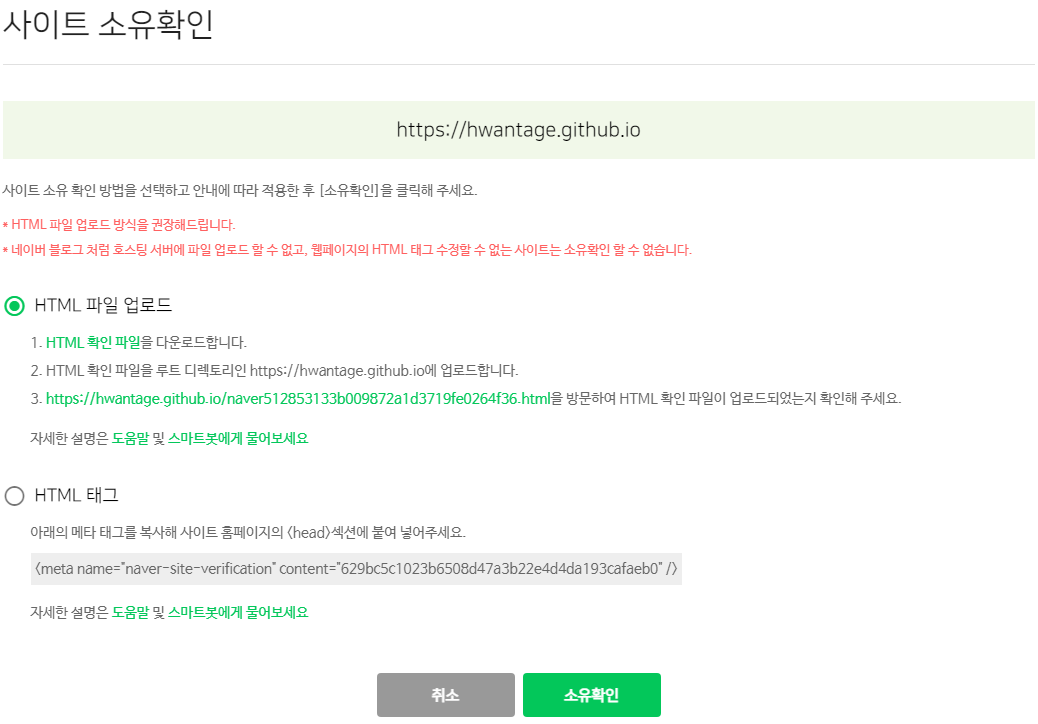 사이트 소유확인
https://hwantage.github.io
사이트 소유 확인 방법을 선택하고 안내에 따라 적용한 후 [소유확인]을 클릭해 주세요.
* HTML 파일 업로드 방식을 권장해드립니다.
* 네이버 블로그 처럼 호스팅 서버에 파일 업로드 할 수 없고, 웹페이지의 HTML 태그 수정할 수 없는 사이트는 소유확인 할 수 없습니다.
HTML 파일 업로드
1. HTML 확인 파일을 다운로드합니다.
2. HTML 확인 파일을 루트 디렉토리인 https://hwantage.github.io에 업로드합니다.
3. https://hwantage.github.io/naver512853133b009872a1d3719fe0264f36.html을 방문하여 HTML 확인 파일이 업로드되었는지 확인해 주세요.
자세한 설명은 도움말 및 스마트봇에게 물어보세요
HTML 태그
아래의 메타 태그를 복사해 사이트 홈페이지의 <head>섹션에 붙여 넣어주세요.
<meta name="naver-site-verification" content="629bc5c1023b6508d47a3b22e4d4da193cafaeb0" />
자세한 설명은 도움말 및 스마트봇에게 물어보세요
취소
소유확인